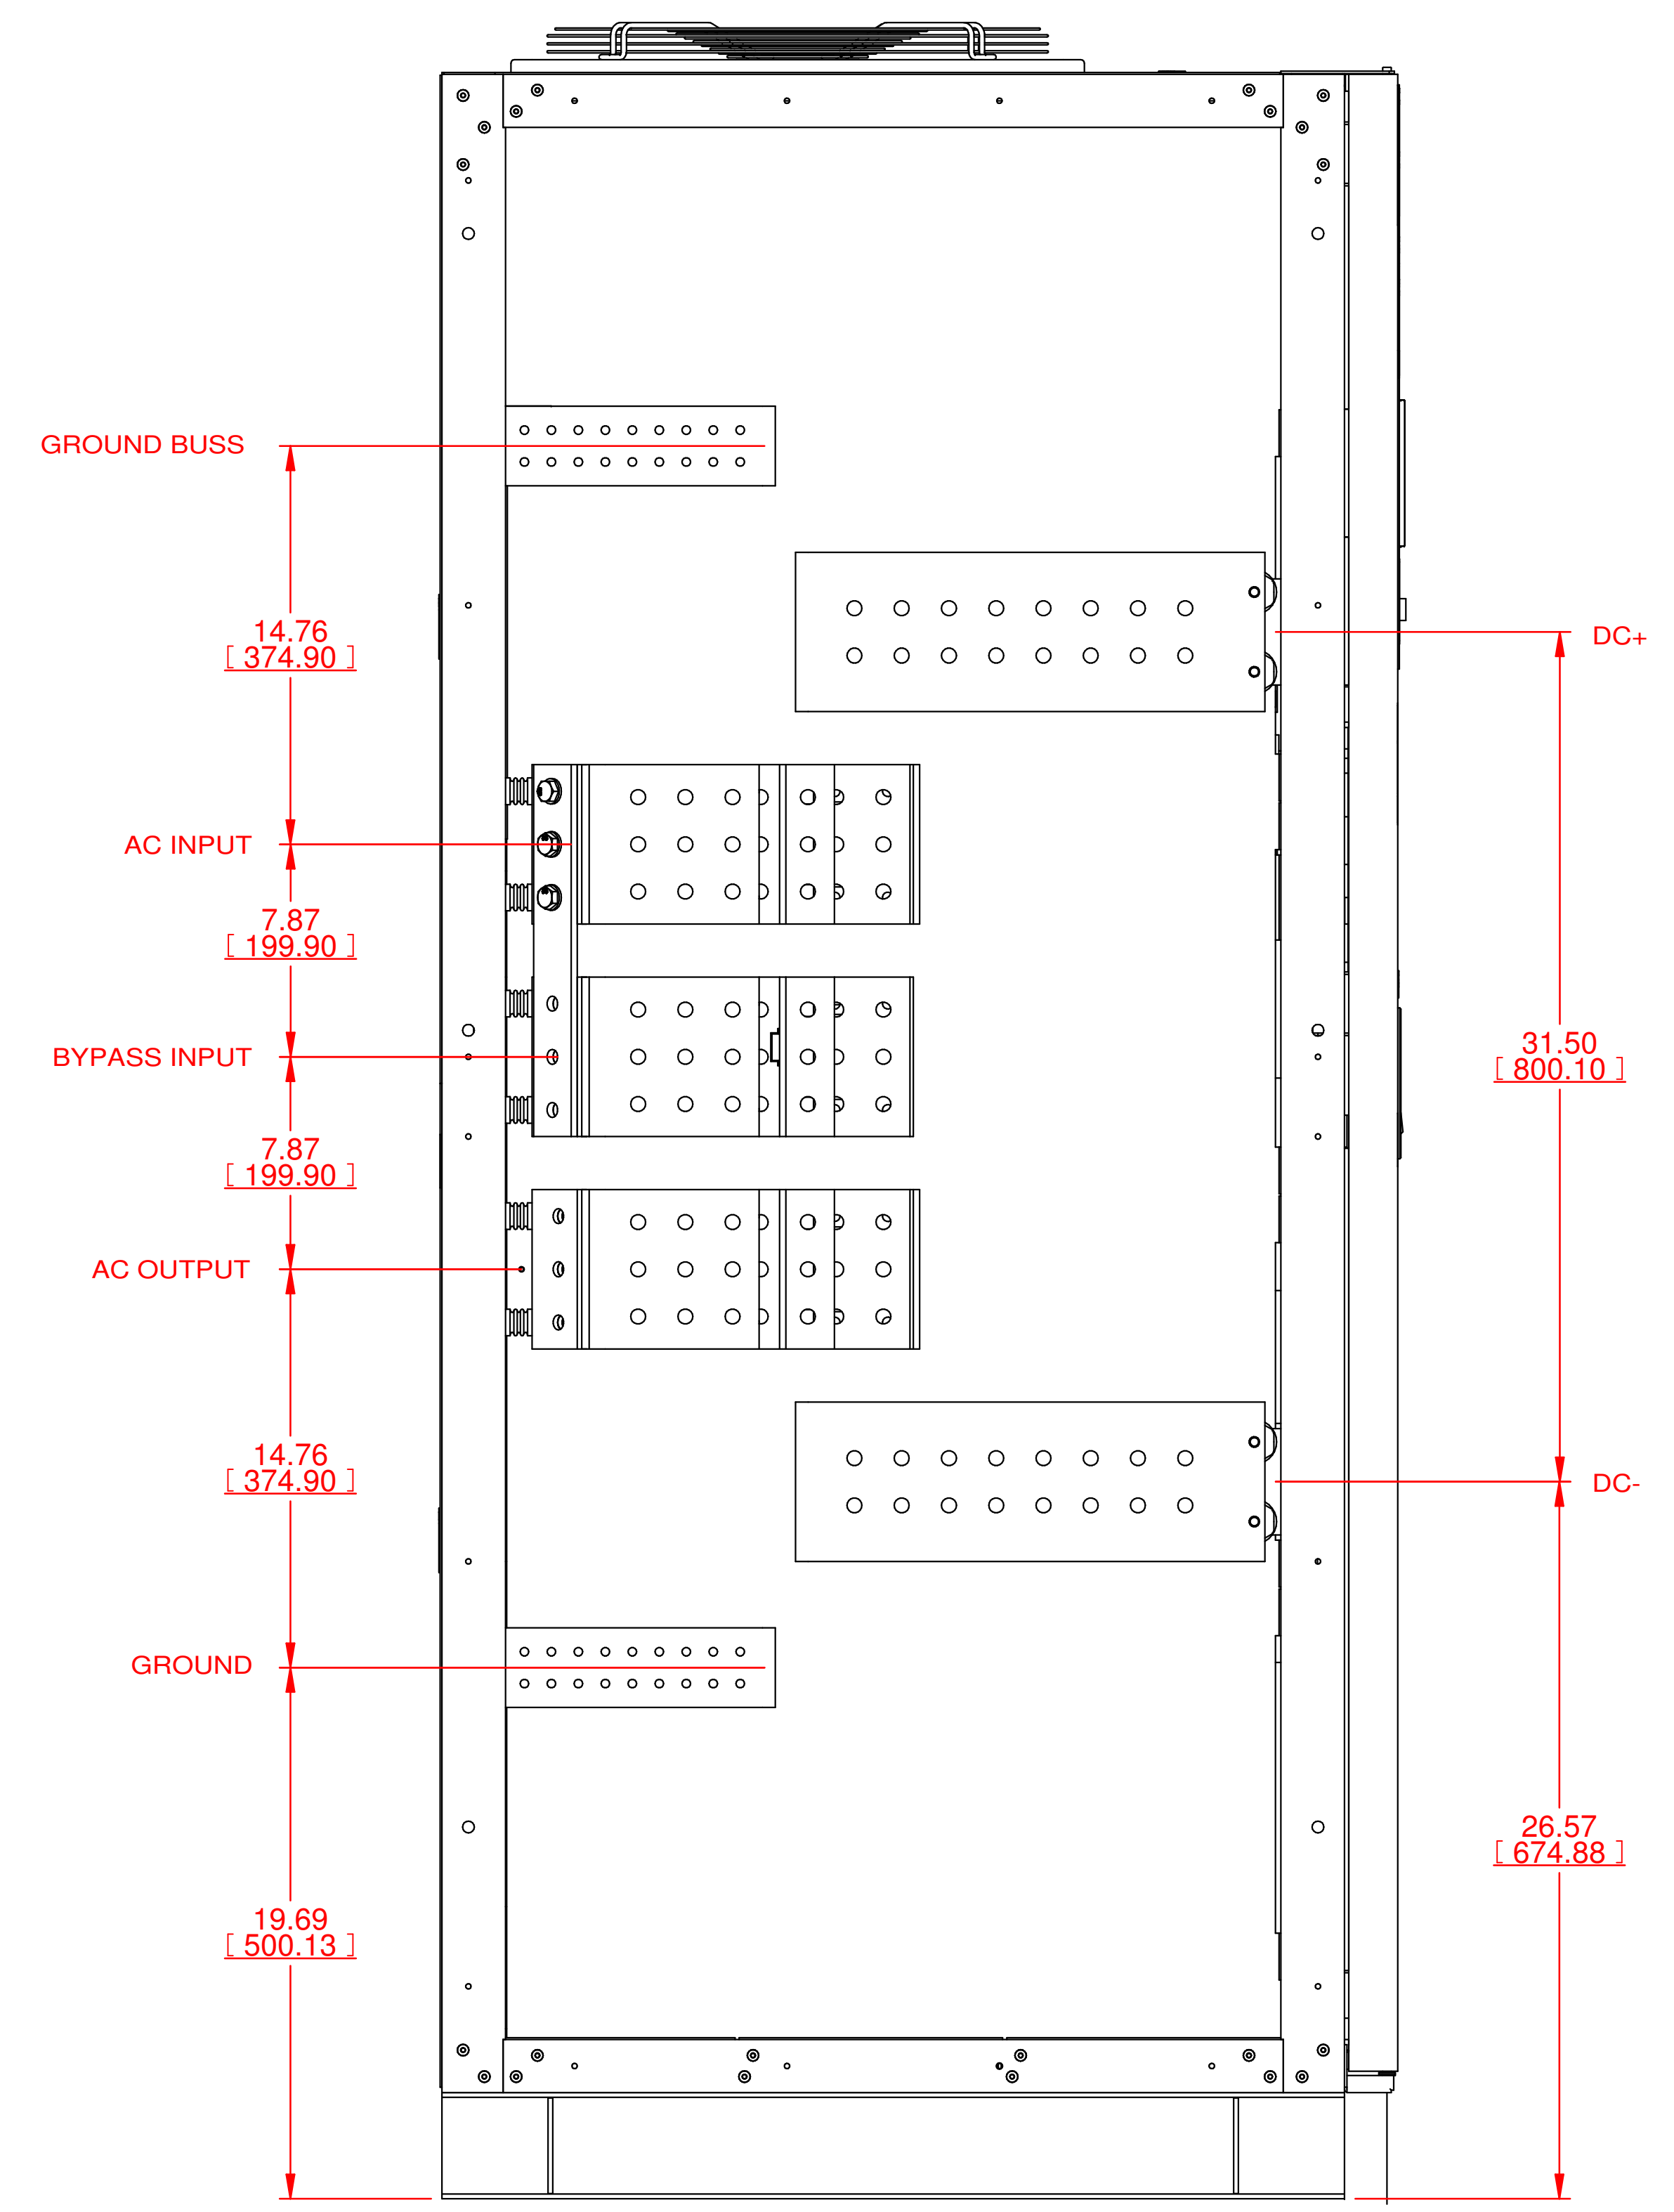 GROUND BUSS
14.76
[ 374.90 ]
DC+
AC INPUT
7.87
[ 199.90 ]
BYPASS INPUT
31.50
[ 800.10 ]
7.87
[ 199.90 ]
AC OUTPUT
14.76
[ 374.90 ]
DC-
GROUND
26.57
[ 674.88 ]
19.69
[ 500.13 ]